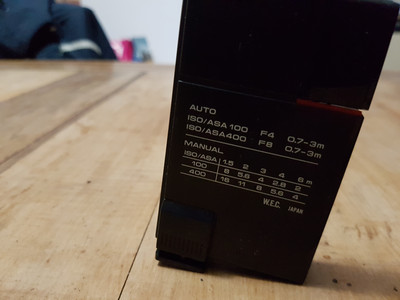 AUTO
ISO/ASA 100 F4 0.7-3m
ISO/ASA 400 F8 0.7-3m
MANUAL
ISO/ASA 1.5 2 3 4 6 m
100 8 5.6 4 2.8 2
400 16 11 8 5.6 4
W.E.C. JAPAN